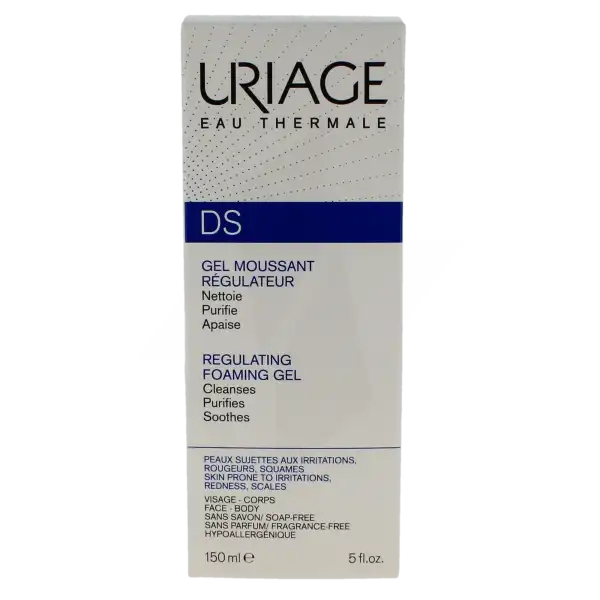 URIAGE
EAU THERMALE
DS
GEL MOUSSANT
RÉGULATEUR
Nettoie
Purifie
Apaise
REGULATING
FOAMING GEL
Cleanses
Purifies
Soothes
PEAUX SUJETTES AUX IRRITATIONS,
ROUGEURS, SQUAMES
SKIN PRONE TO IRRITATIONS,
REDNESS, SCALES
VISAGE - CORPS
FACE - BODY
SANS SAVON/ SOAP-FREE
SANS PARFUM/ FRAGRANCE-FREE
HYPOALLERGÉNIQUE
150 ml ℮ 5 fl.oz.